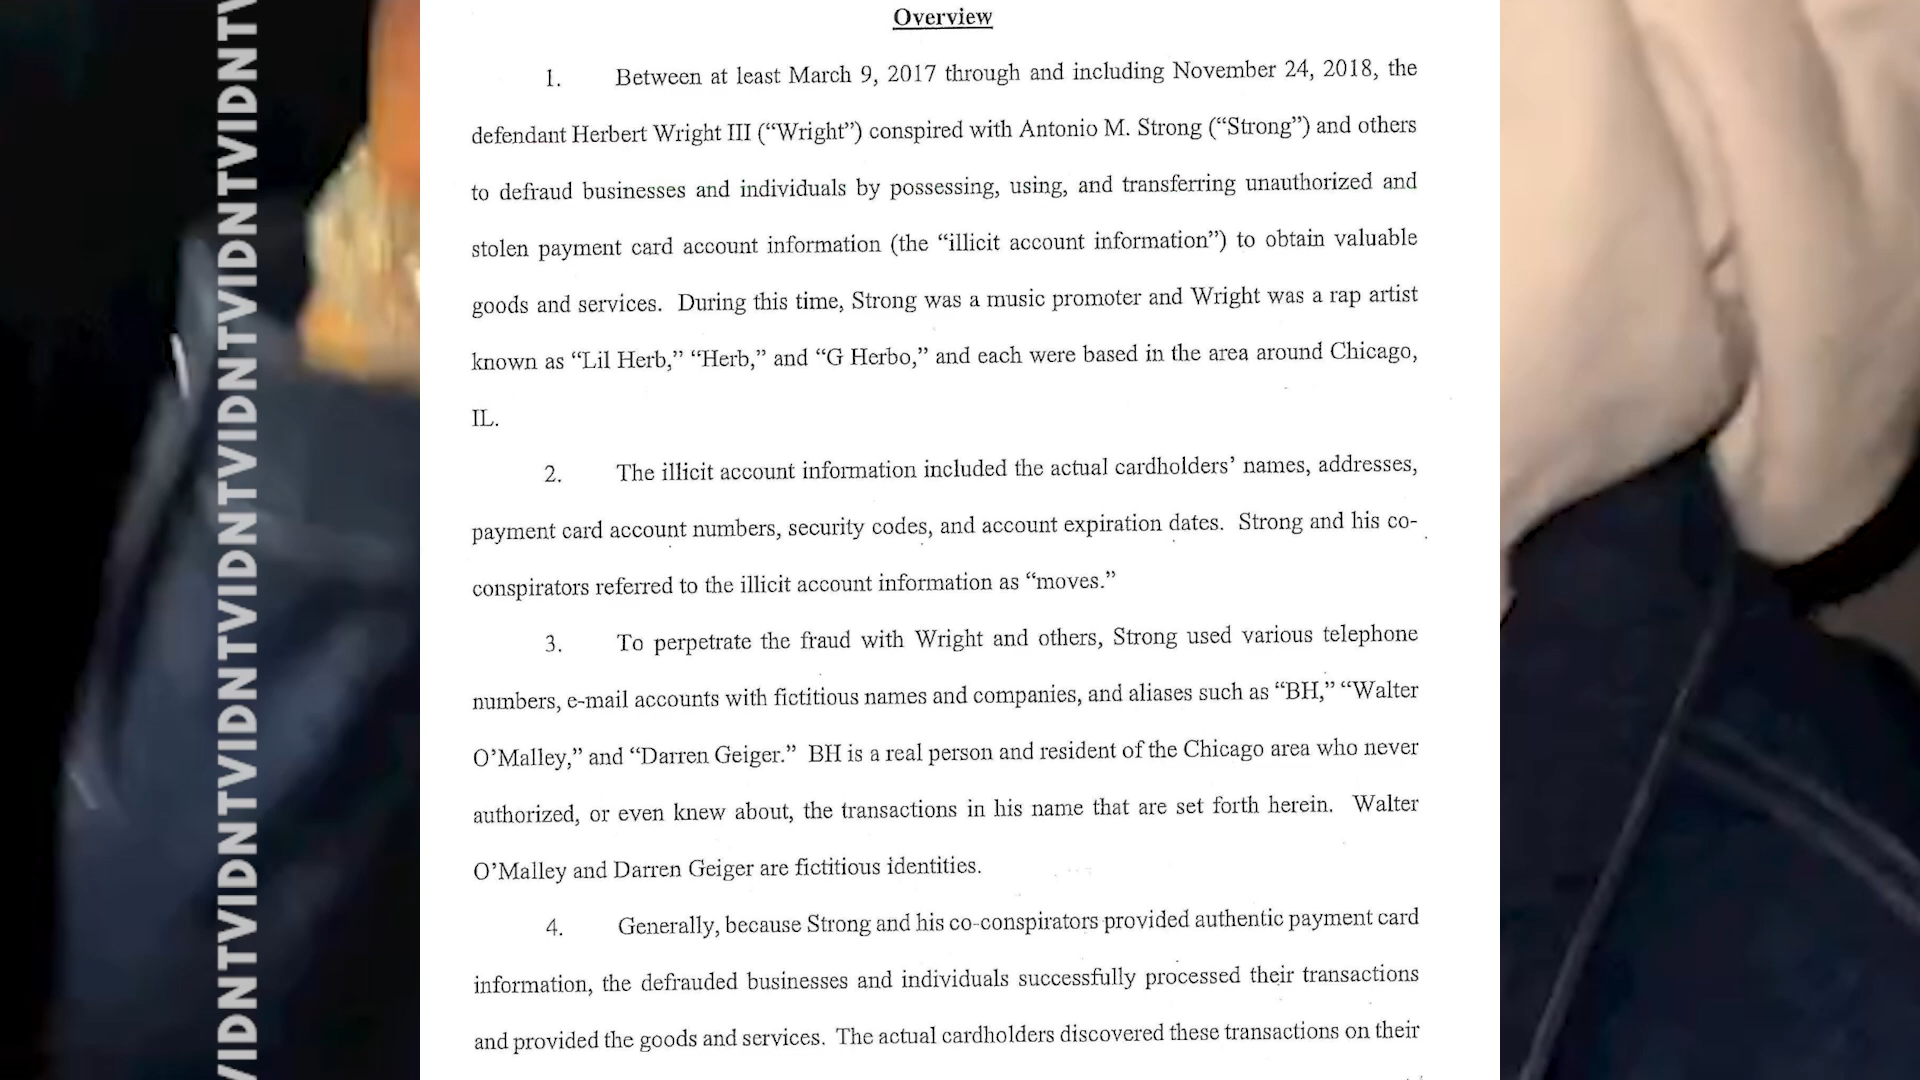 Overview
1. Between at least March 9, 2017 through and including November 24, 2018, the
defendant Herbert Wright III (“Wright”) conspired with Antonio M. Strong (“Strong”) and others
to defraud businesses and individuals by possessing, using, and transferring unauthorized and
stolen payment card account information (the “illicit account information”) to obtain valuable
goods and services. During this time, Strong was a music promoter and Wright was a rap artist
known as “Lil Herb,” “Herb,” and “G Herbo,” and each were based in the area around Chicago,
IL.
2. The illicit account information included the actual cardholders’ names, addresses,
payment card account numbers, security codes, and account expiration dates. Strong and his co-
conspirators referred to the illicit account information as “moves.”
3. To perpetrate the fraud with Wright and others, Strong used various telephone
numbers, e-mail accounts with fictitious names and companies, and aliases such as “BH,” “Walter
O’Malley,” and “Darren Geiger.” BH is a real person and resident of the Chicago area who never
authorized, or even knew about, the transactions in his name that are set forth herein. Walter
O’Malley and Darren Geiger are fictitious identities.
4. Generally, because Strong and his co-conspirators provided authentic payment card
information, the defrauded businesses and individuals successfully processed their transactions
and provided the goods and services. The actual cardholders discovered these transactions on their
VIDNTVIDNTVIDNTVIDNTVIDNTVIDNTVIDNTV